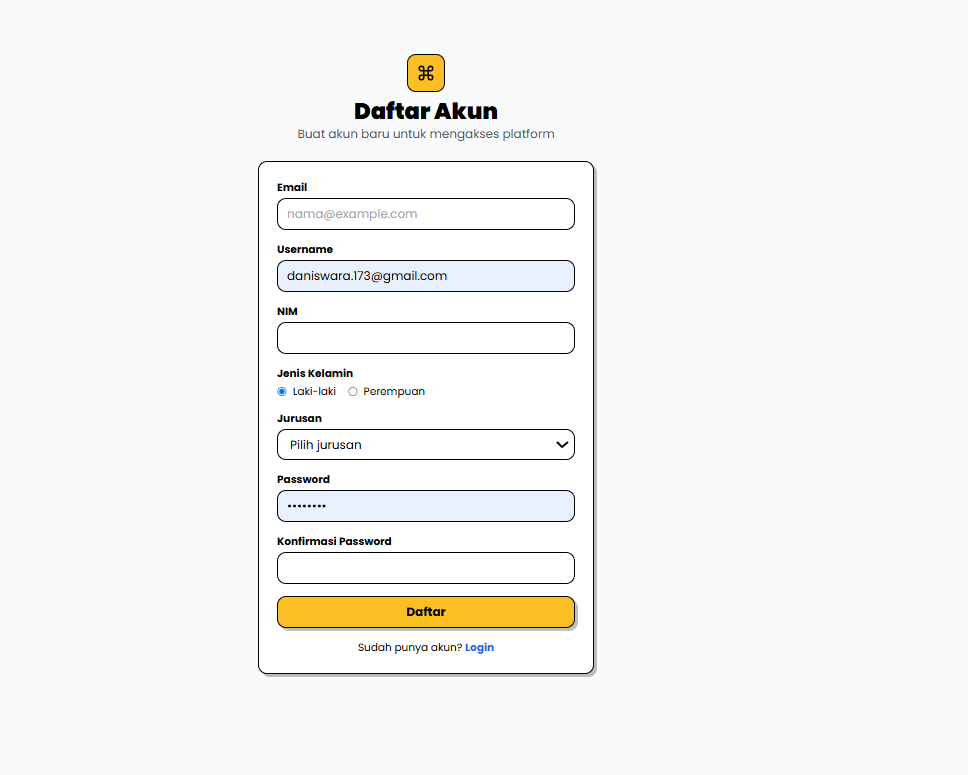 ⌘
Daftar Akun
Buat akun baru untuk mengakses platform
Email
nama@example.com
Username
daniswara.173@gmail.com
NIM
Jenis Kelamin
Laki-laki Perempuan
Jurusan
Pilih jurusan
Password
••••••••
Konfirmasi Password
Daftar
Sudah punya akun? Login